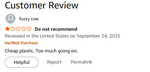 Customer Review
fuzzy cow
Do not recommend
Reviewed in the United States on September 24, 2025
Verified Purchase
Cheap plastic. Too much going on.
Helpful Report Permalink